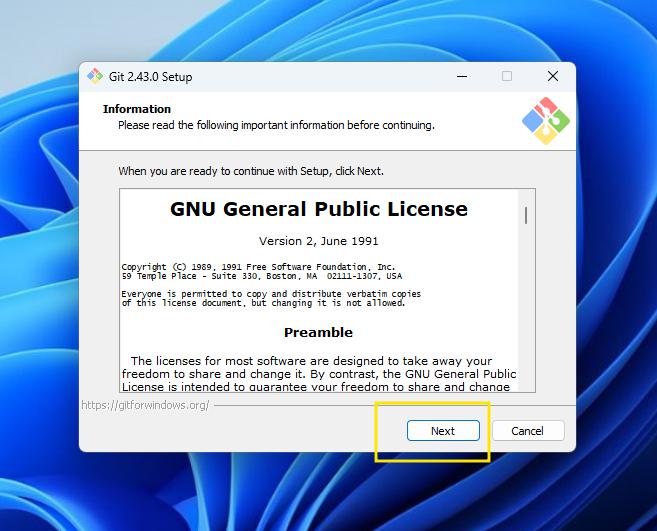 Git 2.43.0 Setup
Information
Please read the following important information before continuing.
When you are ready to continue with Setup, click Next.
GNU General Public License
Version 2, June 1991
Copyright (C) 1989, 1991 Free Software Foundation, Inc.
59 Temple Place - Suite 330, Boston, MA  02111-1307, USA
Everyone is permitted to copy and distribute verbatim copies
of this license document, but changing it is not allowed.
Preamble
The licenses for most software are designed to take away your
freedom to share and change it. By contrast, the GNU General Public
License is intended to guarantee your freedom to share and change
https://gitforwindows.org/
Next
Cancel